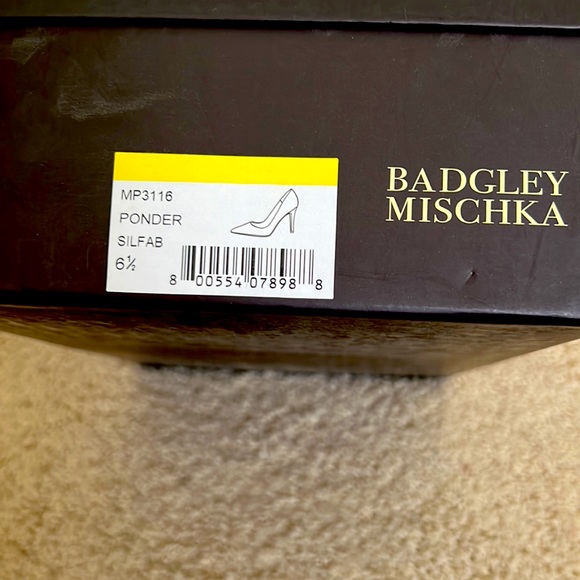 MP3116
PONDER
SILFAB
6½
8 00554 07898 8
BADGLEY
MISCHKA